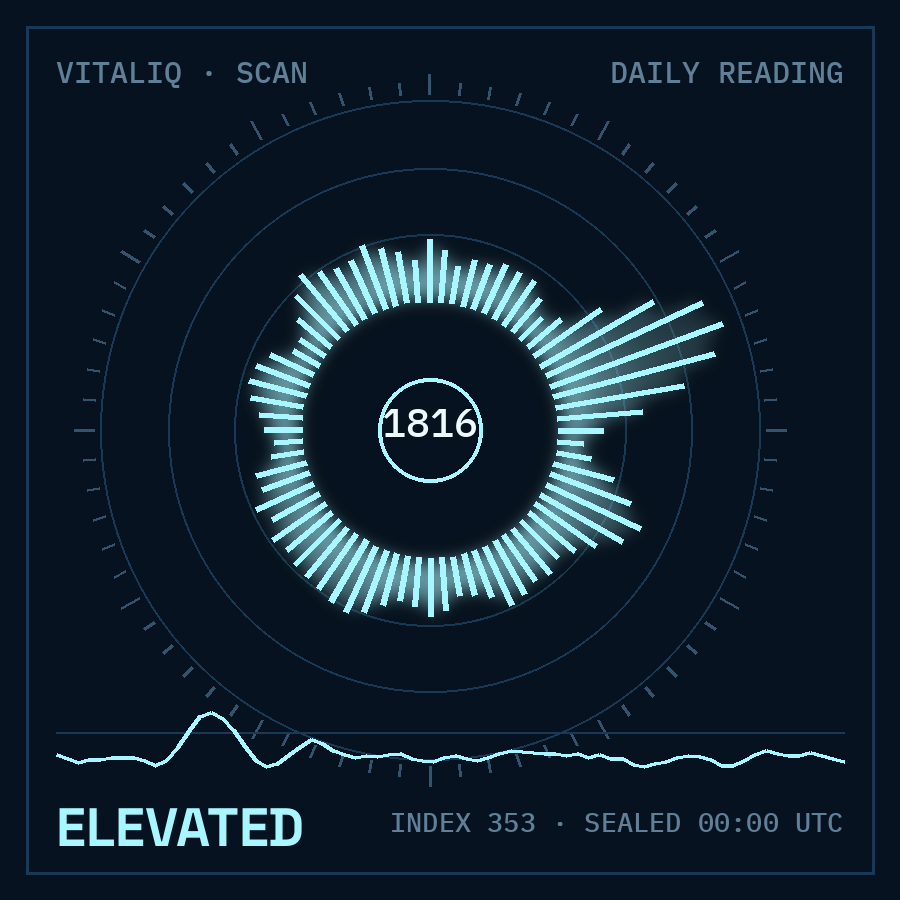 VITALIQ · SCAN
DAILY READING
1816
ELEVATED
INDEX 353 · SEALED 00:00 UTC